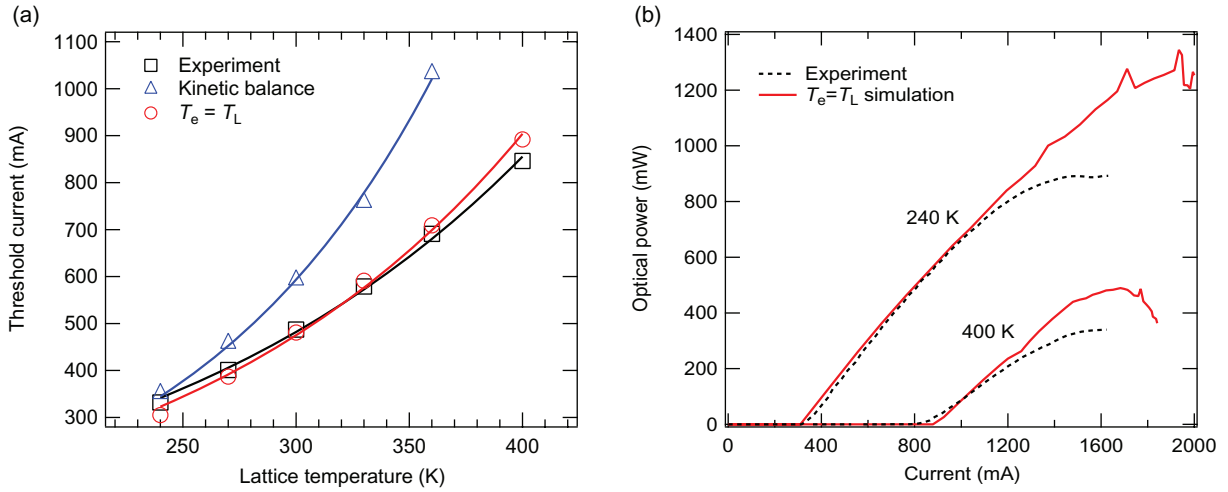 (a)
1100
1000
900
800
700
600
500
400
300
Threshold current (mA)
Experiment
Kinetic balance
Te = TL
250
300
350
400
Lattice temperature (K)
(b)
1400
1200
1000
800
600
400
200
0
Optical power (mW)
Experiment
Te=TL simulation
240 K
400 K
0
400
800
1200
1600
2000
Current (mA)